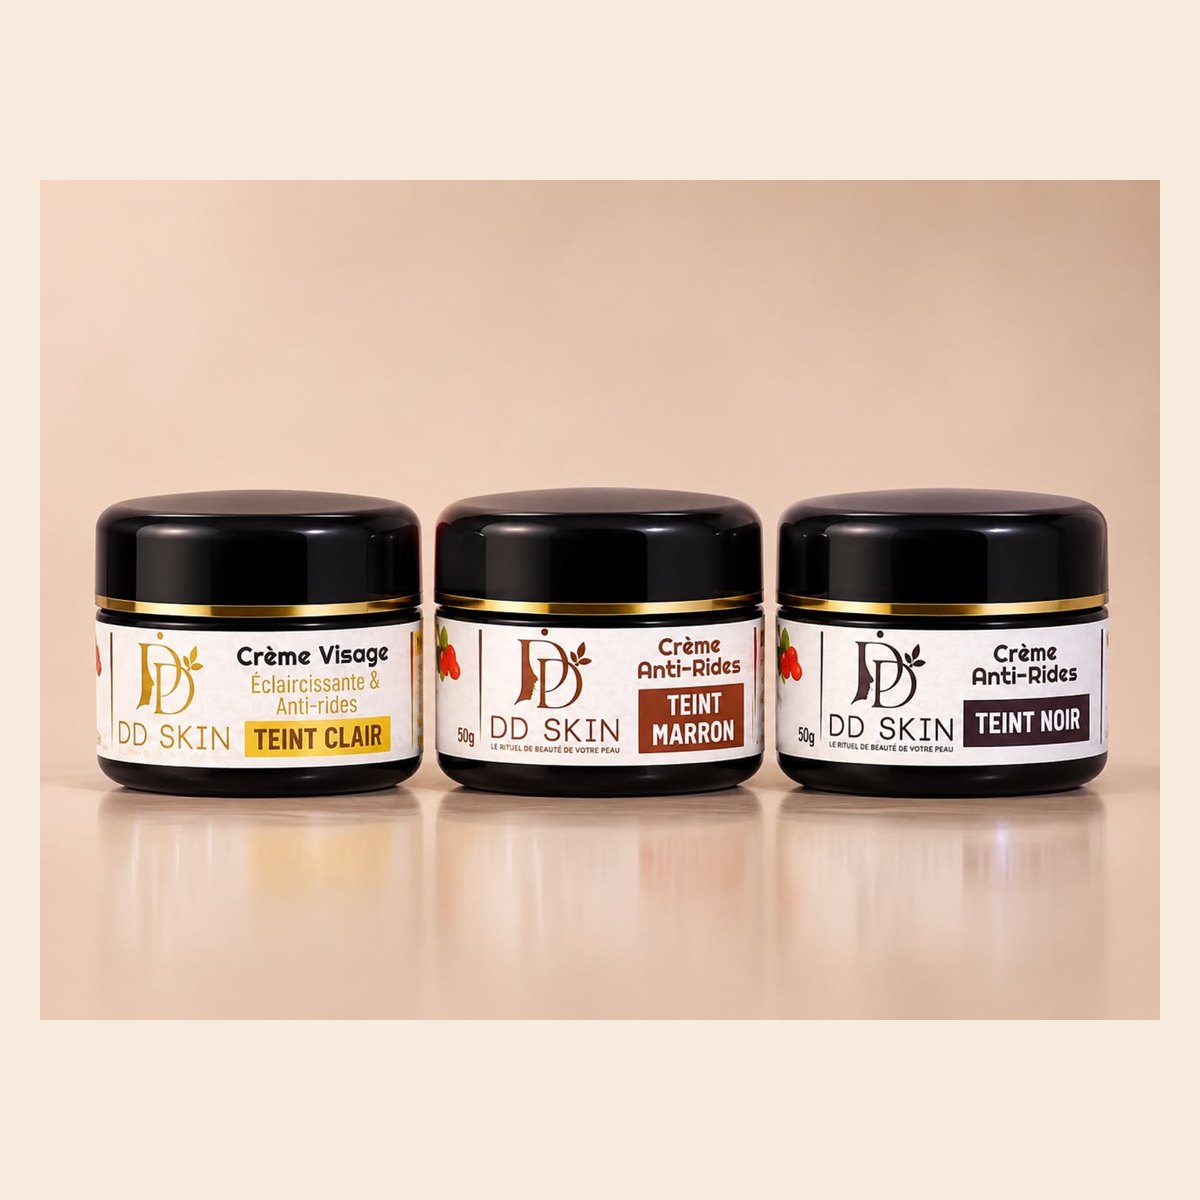 DD SKIN
Crème Visage
Éclaircissante &
Anti-rides
TEINT CLAIR
50g
DD SKIN
LE RITUEL DE BEAUTÉ DE VOTRE PEAU
Crème
Anti-Rides
TEINT
MARRON
50g
DD SKIN
LE RITUEL DE BEAUTÉ DE VOTRE PEAU
Crème
Anti-Rides
TEINT NOIR